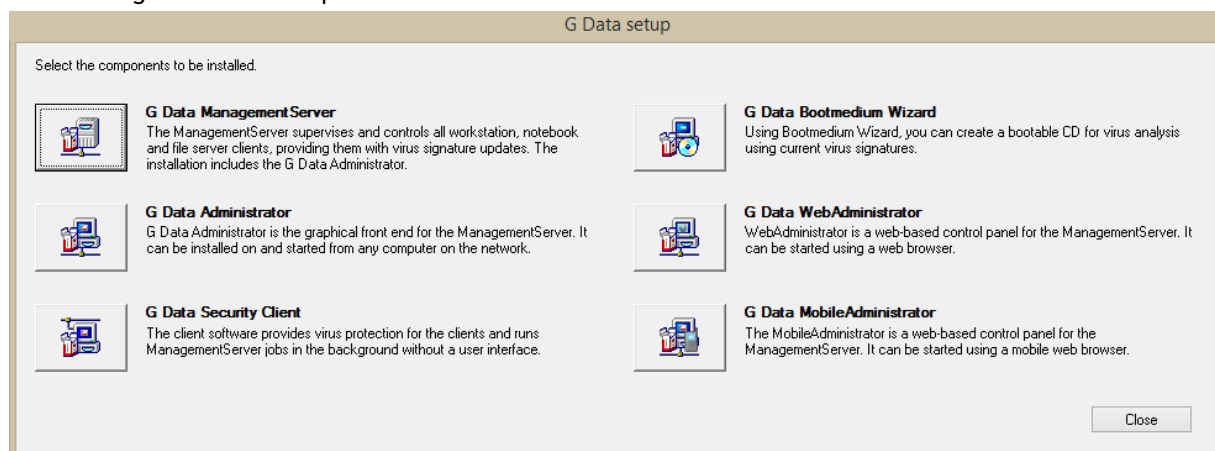 G Data setup
Select the components to be installed.
G Data ManagementServer
The ManagementServer supervises and controls all workstation, notebook
and file server clients, providing them with virus signature updates. The
installation includes the G Data Administrator.
G Data Administrator
G Data Administrator is the graphical front end for the ManagementServer. It
can be installed on and started from any computer on the network.
G Data Security Client
The client software provides virus protection for the clients and runs
ManagementServer jobs in the background without a user interface.
G Data Bootmedium Wizard
Using Bootmedium Wizard, you can create a bootable CD for virus analysis
using current virus signatures.
G Data WebAdministrator
WebAdministrator is a web-based control panel for the ManagementServer. It
can be started using a web browser.
G Data MobileAdministrator
The MobileAdministrator is a web-based control panel for the
ManagementServer. It can be started using a mobile web browser.
Close